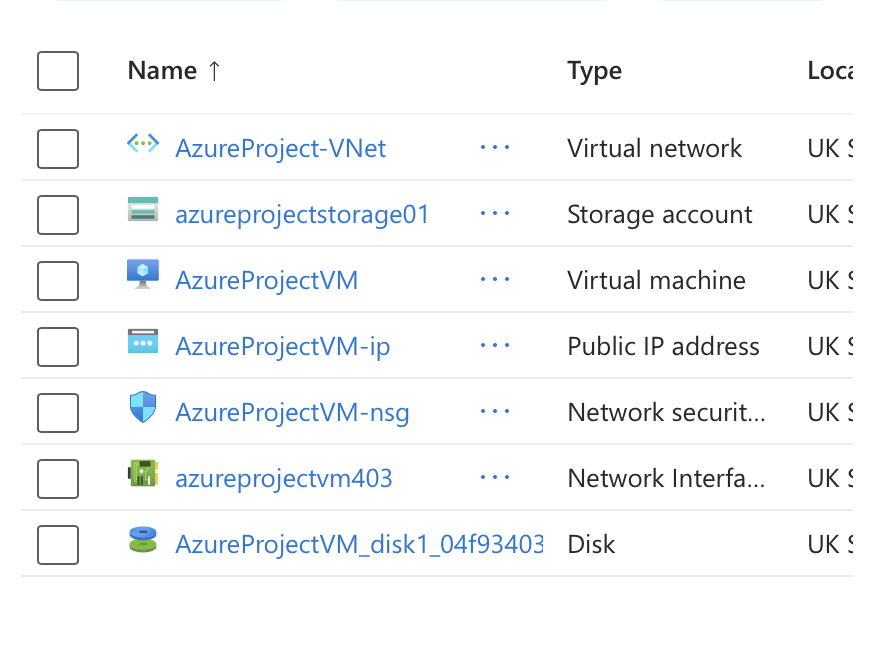 Name ↑ Type Loca
AzureProject-VNet ... Virtual network UK S
azureprojectstorage01 ... Storage account UK S
AzureProjectVM ... Virtual machine UK S
AzureProjectVM-ip ... Public IP address UK S
AzureProjectVM-nsg ... Network securit... UK S
azureprojectvm403 ... Network Interfa... UK S
AzureProjectVM_disk1_04f93403 Disk UK S